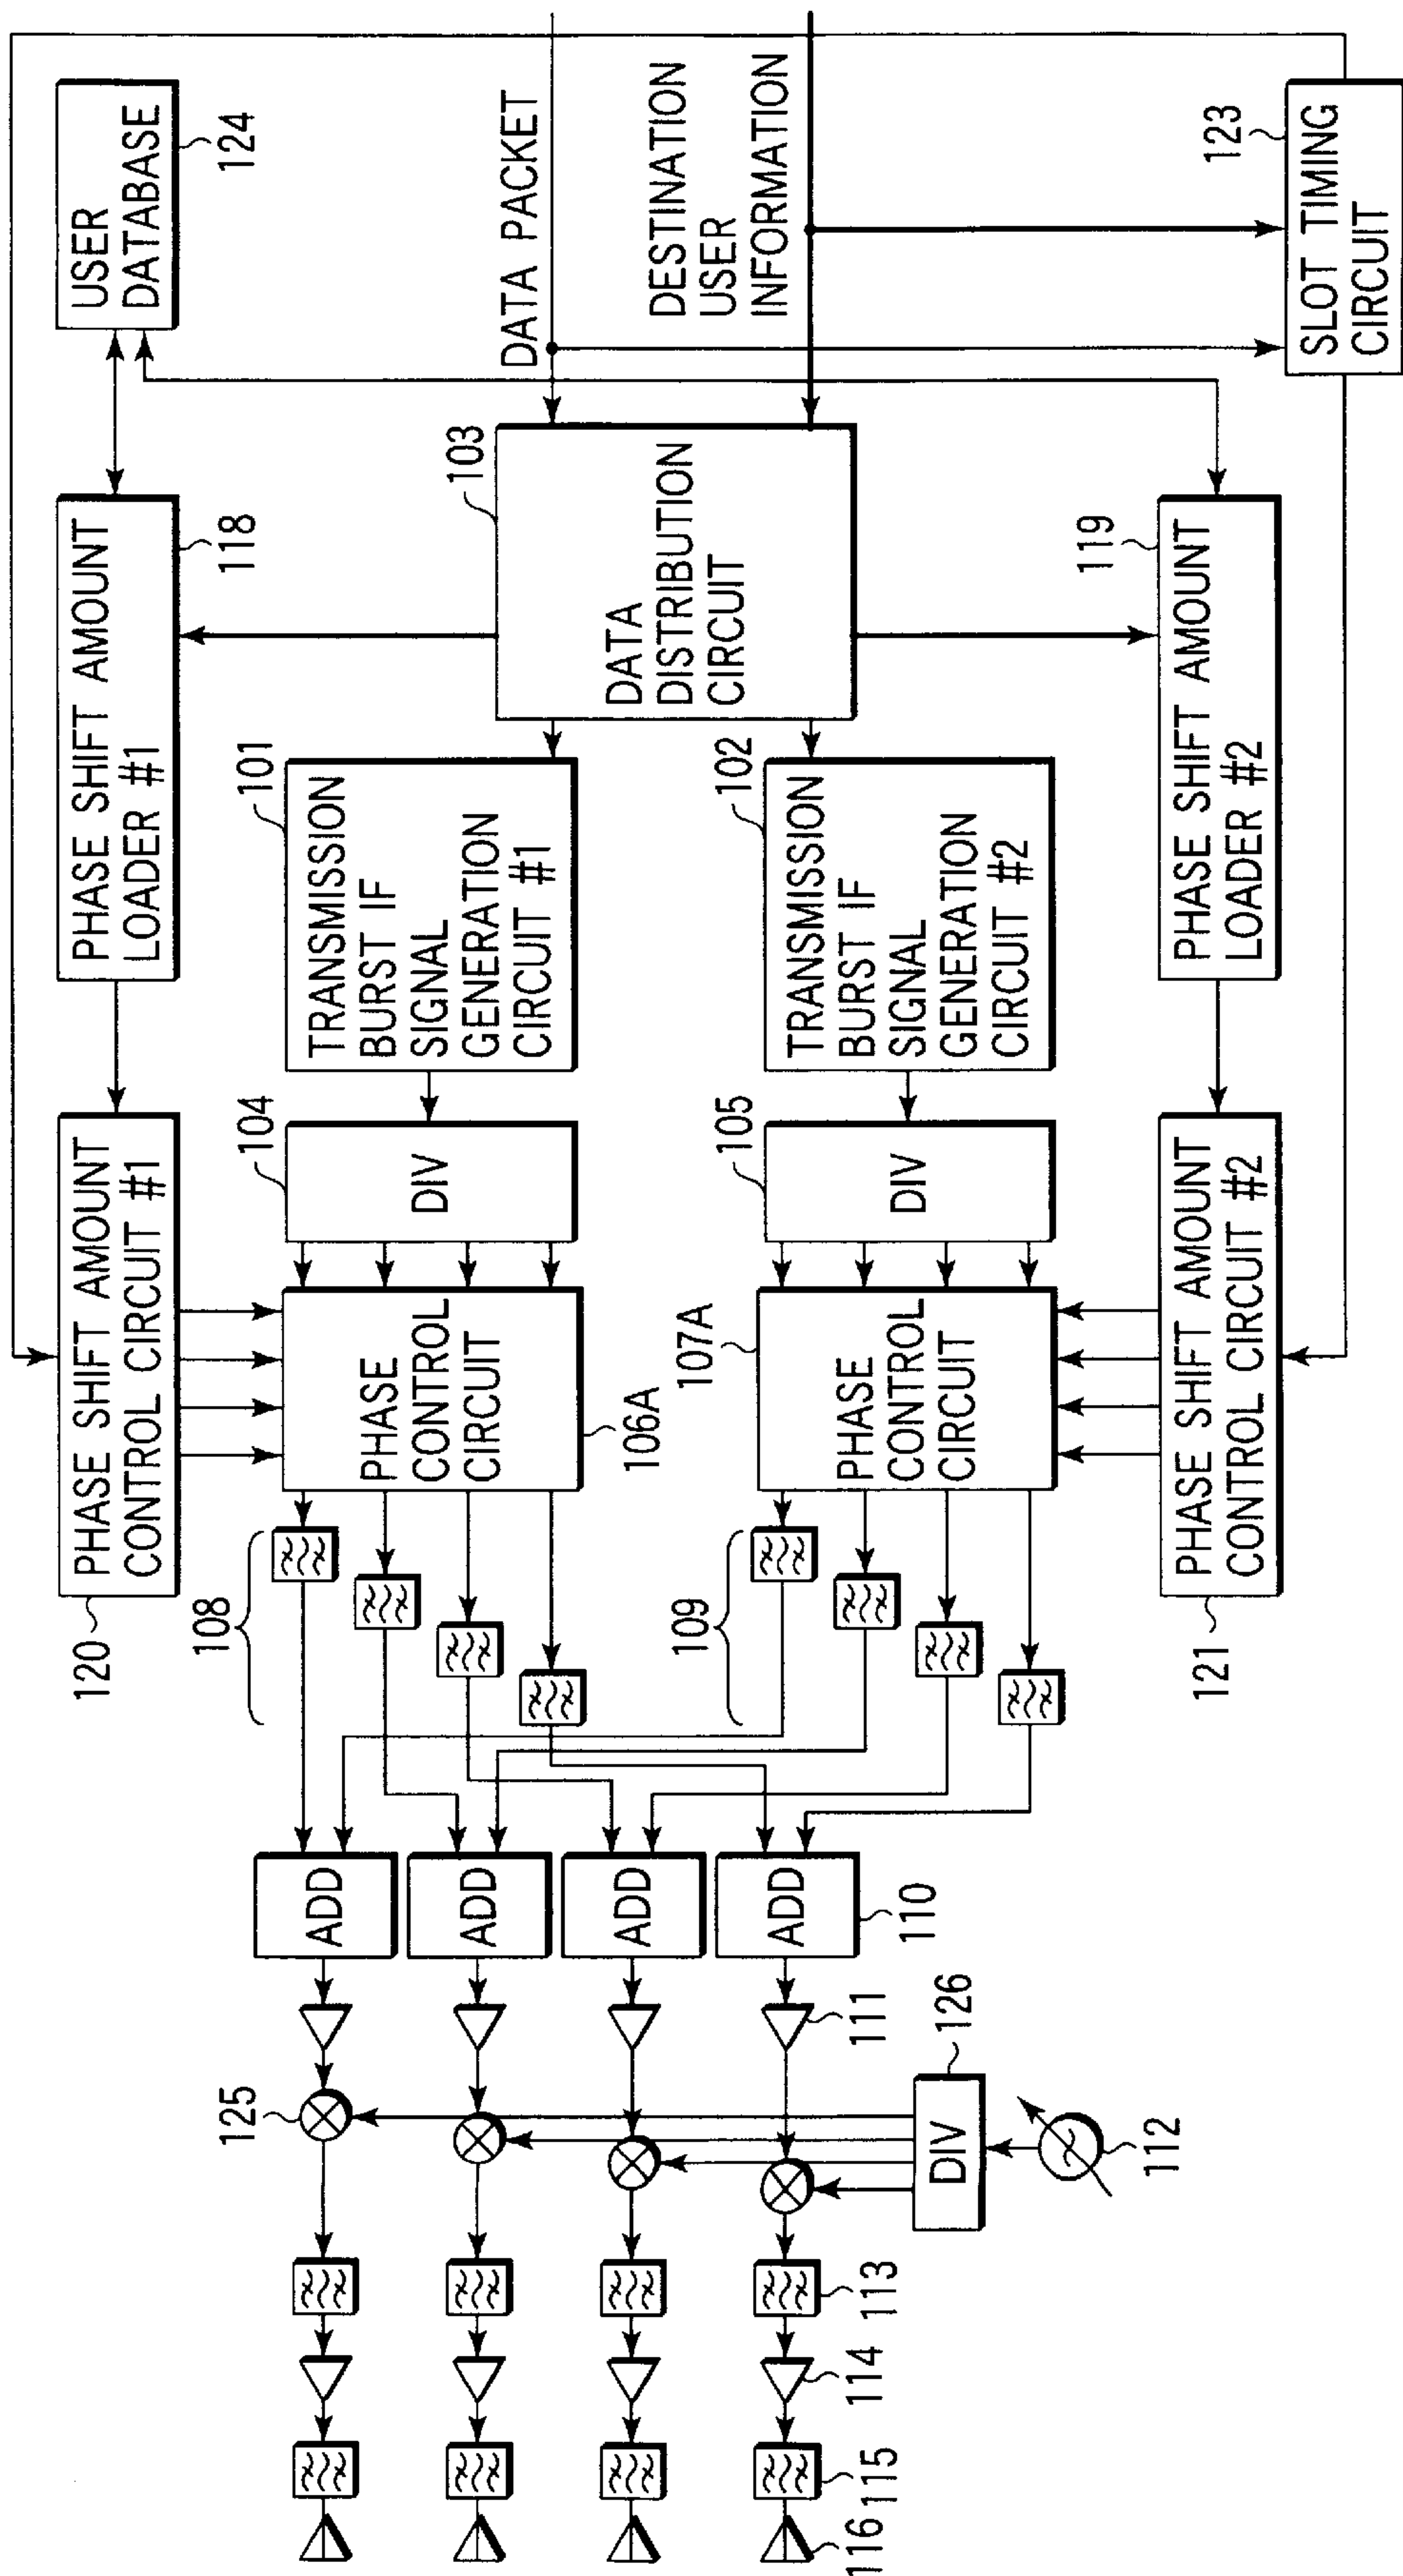 USER
DATABASE
124
DATA PACKET
DESTINATION
USER
INFORMATION
123
SLOT TIMING
CIRCUIT
PHASE SHIFT AMOUNT
LOADER #1
118
103
DATA
DISTRIBUTION
CIRCUIT
119
PHASE SHIFT AMOUNT
LOADER #2
101
TRANSMISSION
BURST IF
SIGNAL
GENERATION
CIRCUIT #1
102
TRANSMISSION
BURST IF
SIGNAL
GENERATION
CIRCUIT #2
PHASE SHIFT AMOUNT
CONTROL CIRCUIT #1
120
104
DIV
105
DIV
PHASE
CONTROL
CIRCUIT
106A
107A
PHASE
CONTROL
CIRCUIT
PHASE SHIFT AMOUNT
CONTROL CIRCUIT #2
121
108
109
ADD
ADD
ADD
ADD
110
111
125
126
DIV
112
113
114
115
116